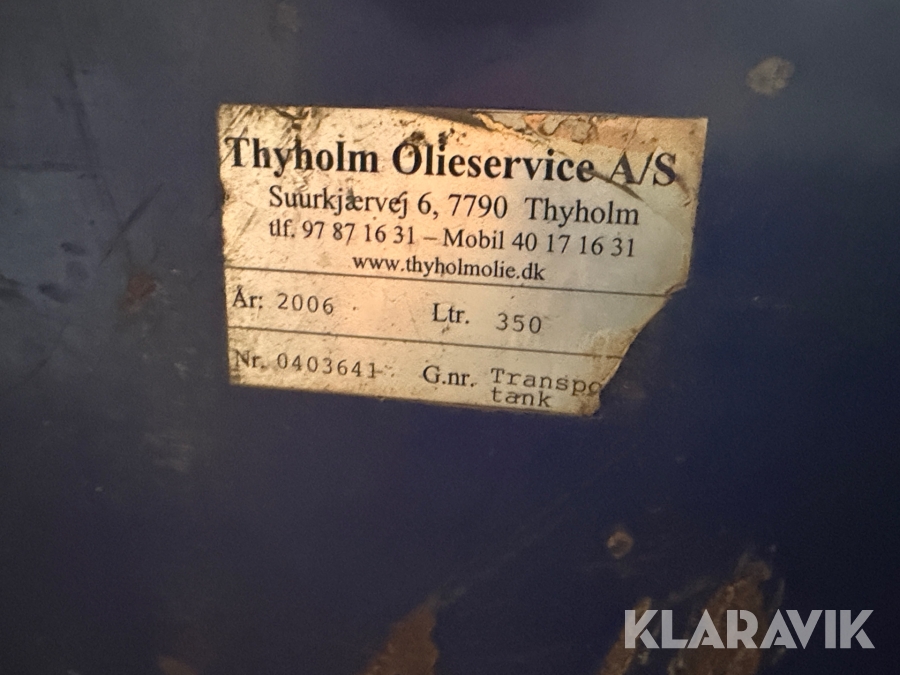 Thyholm Olieservice A/S
Suurkjærvej 6, 7790 Thyholm
tlf. 97 87 16 31 – Mobil 40 17 16 31
www.thyholmolie.dk
År: 2006 Ltr. 350
Nr. 0403641 G.nr. Transpo
tank
KLARAVIK